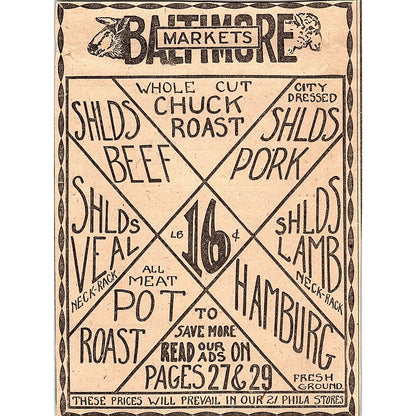 BALTIMORE
MARKETS
WHOLE CUT
CHUCK
ROAST
CITY
DRESSED
SHLDS
PORK
SHLDS
BEEF
SHLDS
VEAL
NECK-RACK
LB 16 ¢
SHLDS
LAMB
NECK-RACK
ALL
MEAT
POT
ROAST
HAMBURG
FRESH
GROUND
TO
SAVE MORE
READ OUR ADS ON
PAGES 27 & 29
THESE PRICES WILL PREVAIL IN OUR 21 PHILA STORES